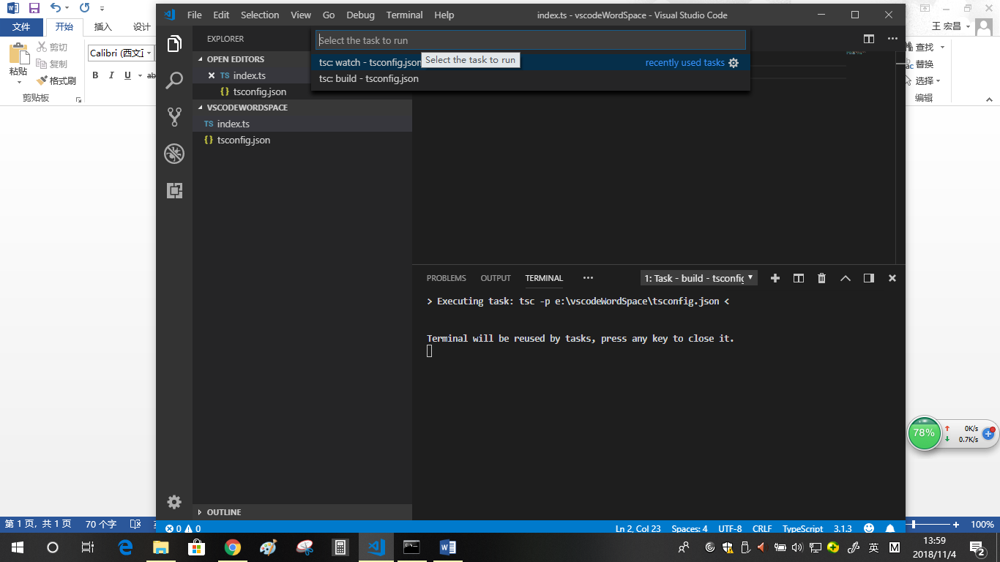 File Edit Selection View Go Debug Terminal Help
index.ts - vscodeWordSpace - Visual Studio Code
文件 开始 插入 设计
王 宏昌
粘贴
剪切
复制
格式刷
剪贴板
Calibri (西文正
B I U abc
查找
替换
选择
编辑
EXPLORER
OPEN EDITORS
TS index.ts
{} tsconfig.json
VSCODEWORDSPACE
TS index.ts
{} tsconfig.json
OUTLINE
Select the task to run
tsc: watch - tsconfig.json
recently used tasks
Select the task to run
tsc: build - tsconfig.json
PROBLEMS OUTPUT TERMINAL ···
1: Task - build - tsconfig
> Executing task: tsc -p e:\vscodeWordSpace\tsconfig.json <
Terminal will be reused by tasks, press any key to close it.
78%
0K/s
0.7K/s
0 0
Ln 2, Col 23 Spaces: 4 UTF-8 CRLF TypeScript 3.1.3
第 1 页，共 1 页 70 个字
100%
英 M
13:59
2018/11/4
2